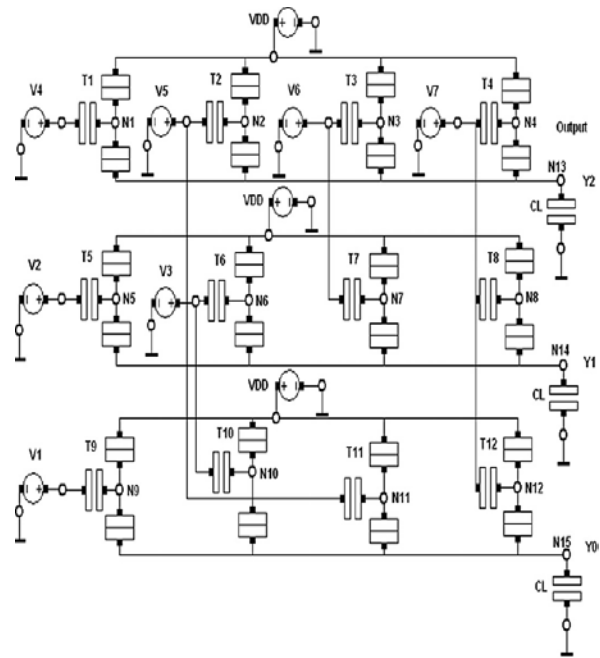 VDD
V4 T1 V5 T2 V6 T3 V7 T4
N1 N2 N3 N4 Output
N13 Y2
CL
VDD
V2 T5 V3 T6 T7 T8
N5 N6 N7 N8
N14 Y1
CL
VDD
V1 T9 T10 T11 T12
N9 N10 N11 N12
N15 Y0
CL